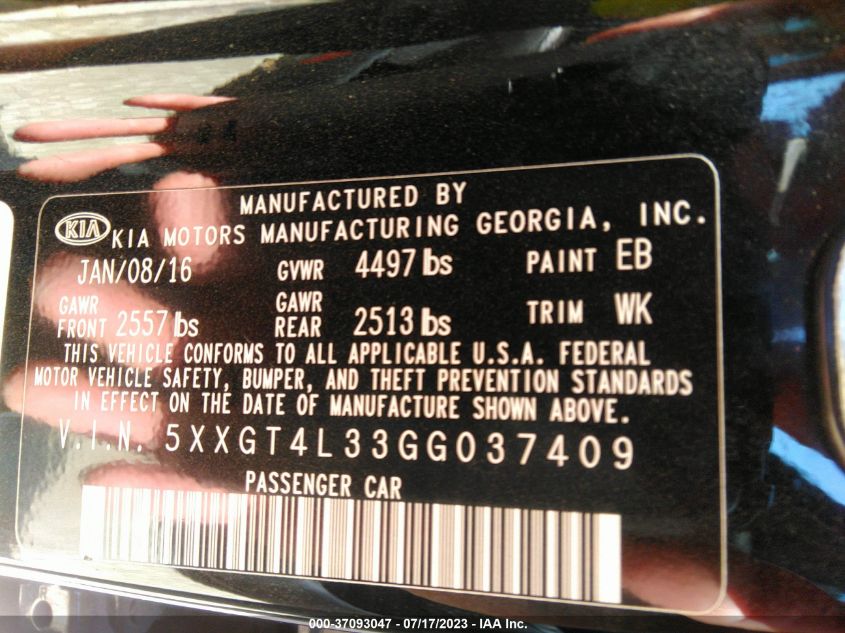 MANUFACTURED BY
KIA KIA MOTORS MANUFACTURING GEORGIA, INC.
JAN/08/16 GVWR 4497 lbs PAINT EB
GAWR FRONT 2557 lbs GAWR REAR 2513 lbs TRIM WK
THIS VEHICLE CONFORMS TO ALL APPLICABLE U.S.A. FEDERAL
MOTOR VEHICLE SAFETY, BUMPER, AND THEFT PREVENTION STANDARDS
IN EFFECT ON THE DATE OF MANUFACTURE SHOWN ABOVE.
V.I.N. 5XXGT4L33GG037409
PASSENGER CAR
000-37093047 - 07/17/2023 - IAA Inc.